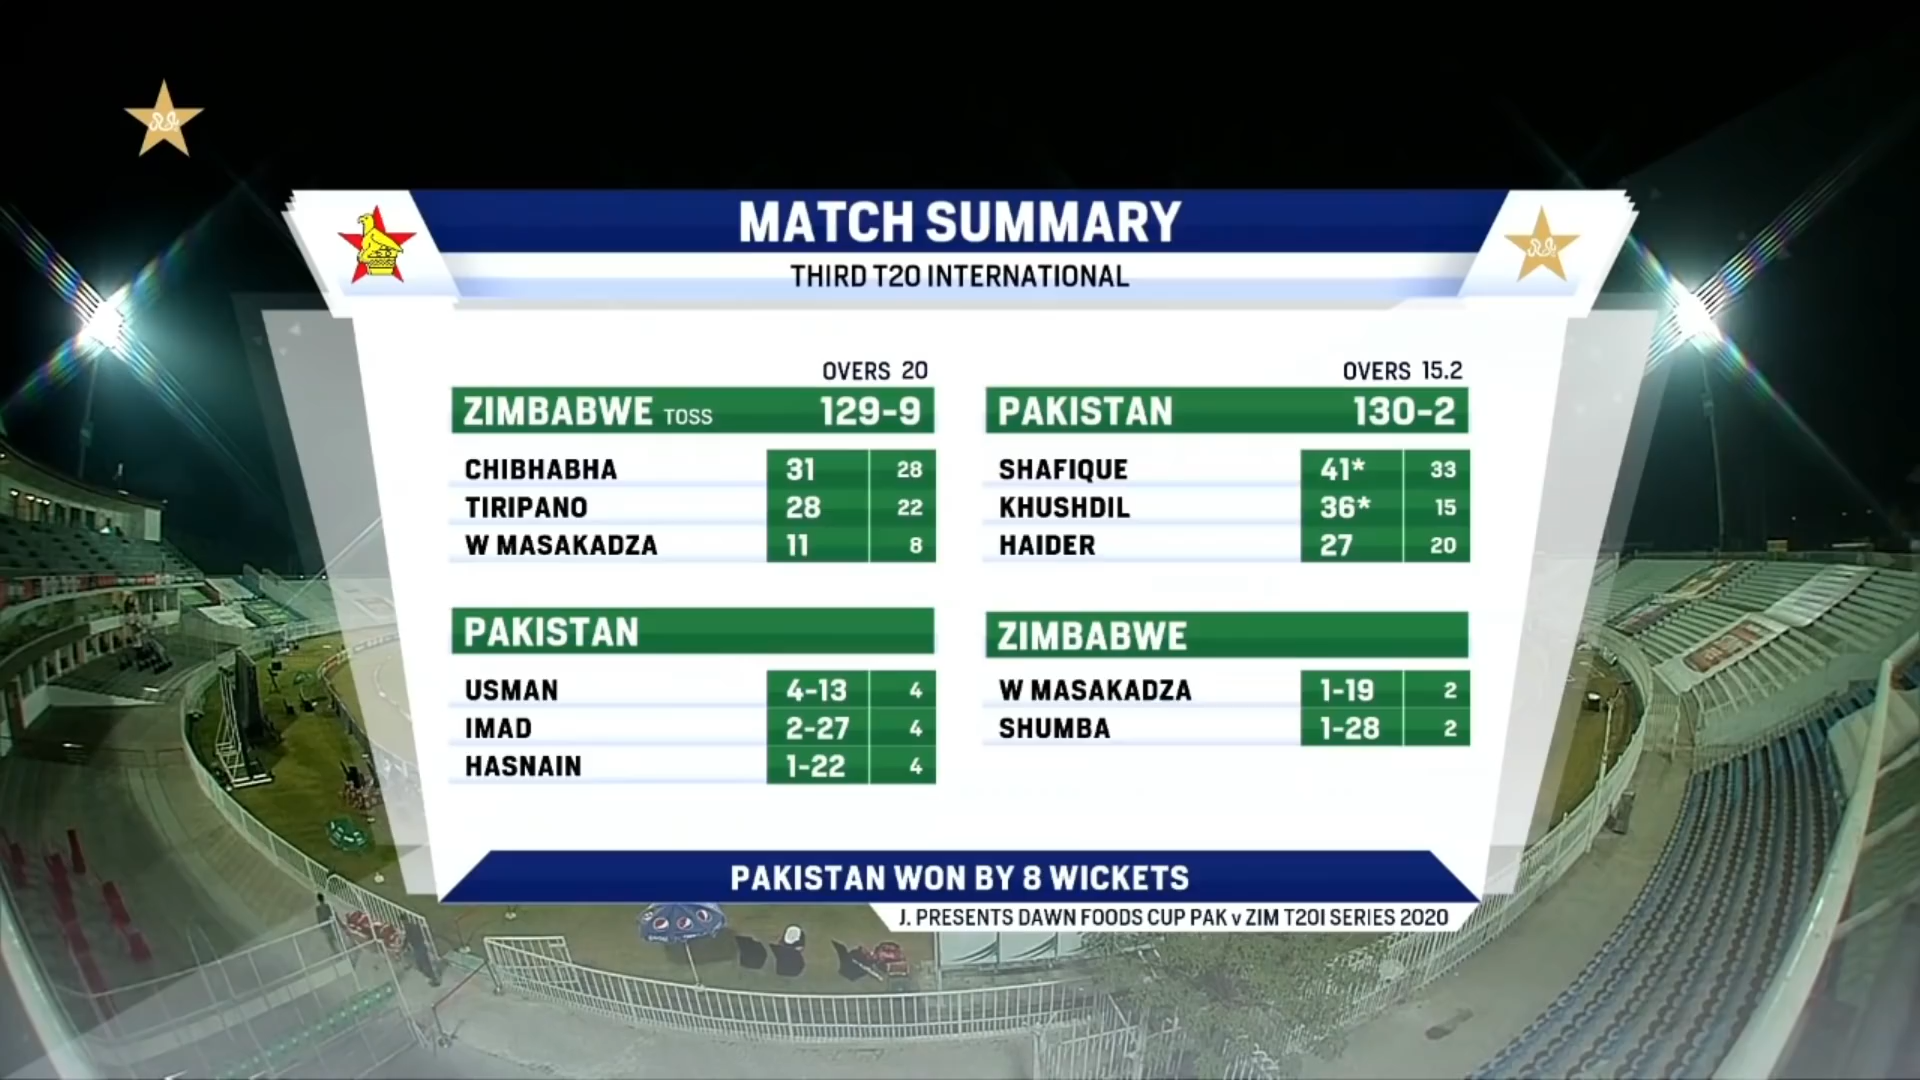 MATCH SUMMARY
THIRD T20 INTERNATIONAL
OVERS 20
ZIMBABWE TOSS 129-9
CHIBHABHA 31 28
TIRIPANO 28 22
W MASAKADZA 11 8
PAKISTAN
USMAN 4-13 4
IMAD 2-27 4
HASNAIN 1-22 4
OVERS 15.2
PAKISTAN 130-2
SHAFIQUE 41* 33
KHUSHDIL 36* 15
HAIDER 27 20
ZIMBABWE
W MASAKADZA 1-19 2
SHUMBA 1-28 2
PAKISTAN WON BY 8 WICKETS
J. PRESENTS DAWN FOODS CUP PAK v ZIM T20I SERIES 2020